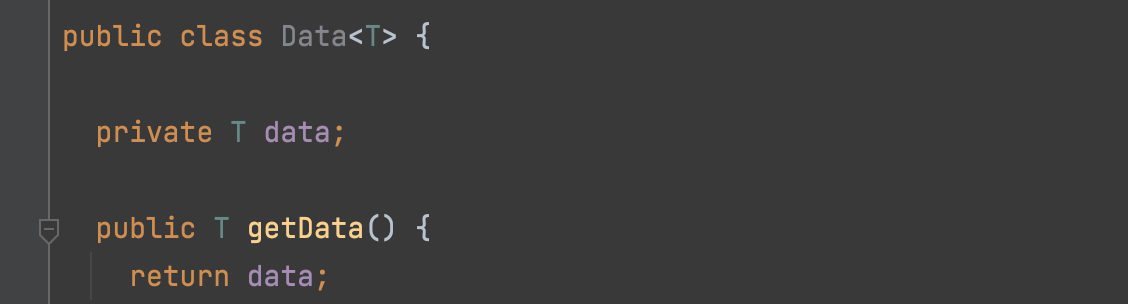 public class Data<T> {
private T data;
public T getData() {
return data;